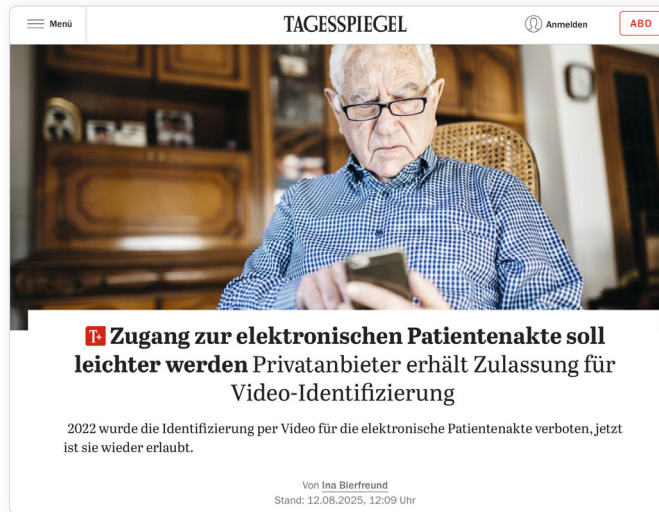 Menü
TAGESSPIEGEL
Anmelden
ABO
T+ Zugang zur elektronischen Patientenakte soll
leichter werden Privatanbieter erhält Zulassung für
Video-Identifizierung
2022 wurde die Identifizierung per Video für die elektronische Patientenakte verboten, jetzt
ist sie wieder erlaubt.
Von Ina Bierfreund
Stand: 12.08.2025, 12:09 Uhr